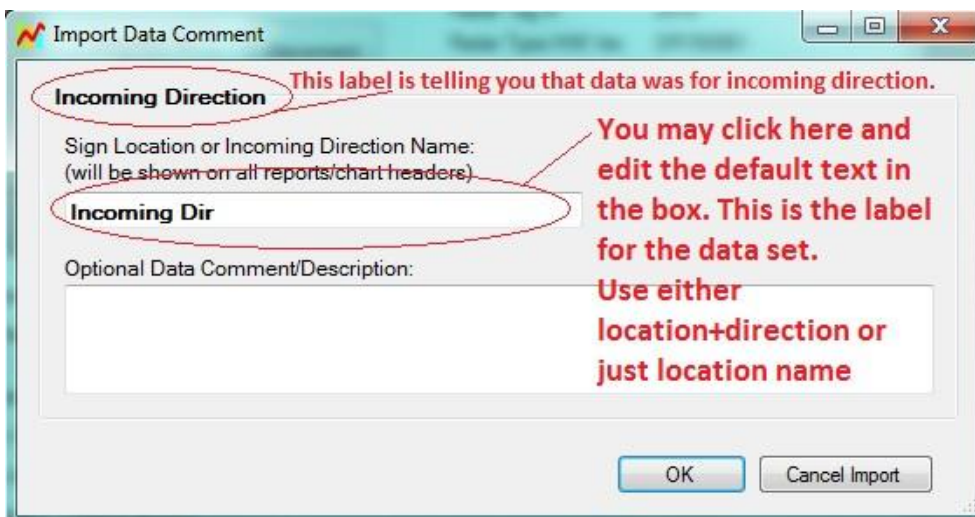 Import Data Comment
Incoming Direction
This label is telling you that data was for incoming direction.
Sign Location or Incoming Direction Name:
(will be shown on all reports/chart headers)
Incoming Dir
You may click here and
edit the default text in
the box. This is the label
for the data set.
Use either
location+direction or
just location name
Optional Data Comment/Description:
OK
Cancel Import